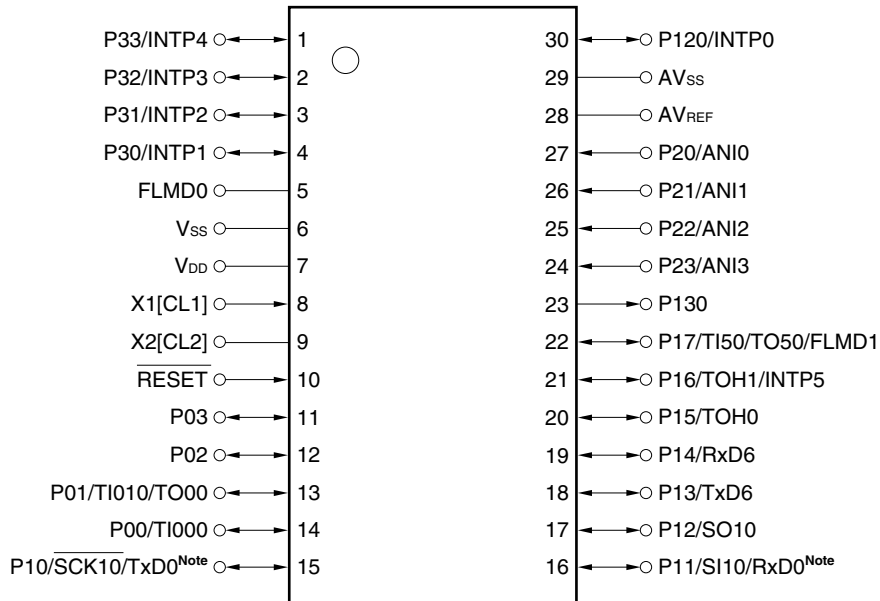 P33/INTP4 1 30 P120/INTP0
P32/INTP3 2 29 AVSS
P31/INTP2 3 28 AVREF
P30/INTP1 4 27 P20/ANI0
FLMD0 5 26 P21/ANI1
VSS 6 25 P22/ANI2
VDD 7 24 P23/ANI3
X1[CL1] 8 23 P130
X2[CL2] 9 22 P17/TI50/TO50/FLMD1
RESET 10 21 P16/TOH1/INTP5
P03 11 20 P15/TOH0
P02 12 19 P14/RxD6
P01/TI010/TO00 13 18 P13/TxD6
P00/TI000 14 17 P12/SO10
P10/SCK10/TxD0Note 15 16 P11/SI10/RxD0Note